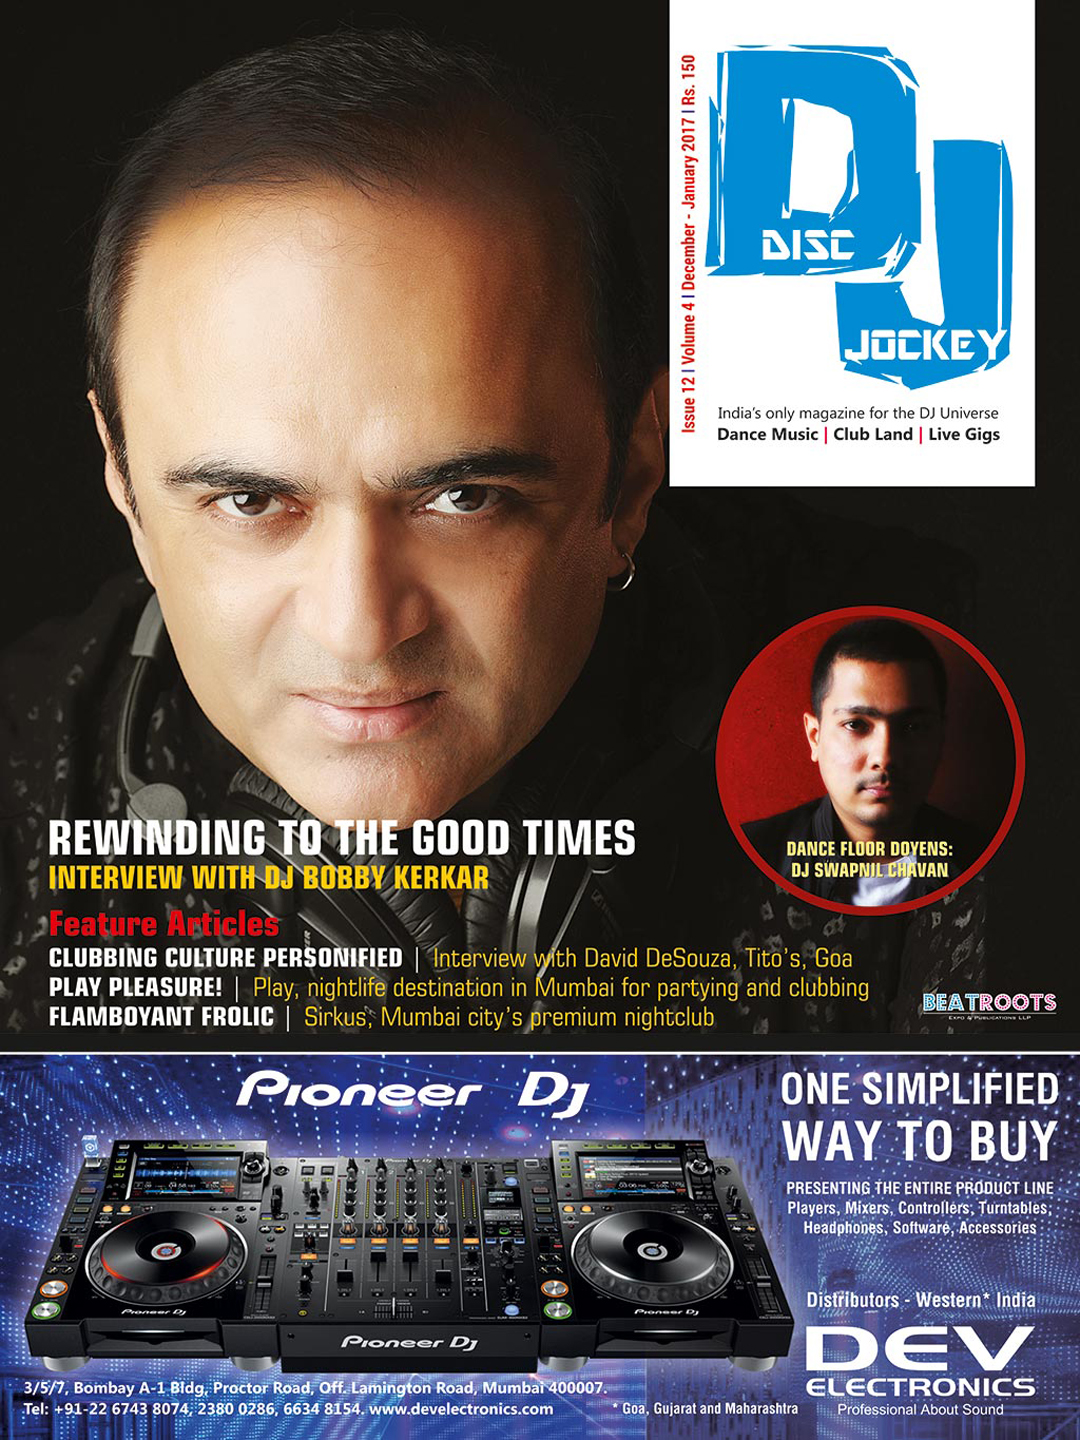 Issue 12 | Volume 4 | December - January 2017 | Rs. 150
DJ
DISC
JOCKEY
India's only magazine for the DJ Universe
Dance Music | Club Land | Live Gigs
DANCE FLOOR DOYENS:
DJ SWAPNIL CHAVAN
REWINDING TO THE GOOD TIMES
INTERVIEW WITH DJ BOBBY KERKAR
Feature Articles
CLUBBING CULTURE PERSONIFIED | Interview with David DeSouza, Tito's, Goa
PLAY PLEASURE! | Play, nightlife destination in Mumbai for partying and clubbing
FLAMBOYANT FROLIC | Sirkus, Mumbai city's premium nightclub
BEATROOTS
EXPO & PUBLICATIONS LLP
Pioneer DJ
ONE SIMPLIFIED
WAY TO BUY
PRESENTING THE ENTIRE PRODUCT LINE
Players, Mixers, Controllers, Turntables,
Headphones, Software, Accessories
Distributors - Western* India
DEV
ELECTRONICS
Professional About Sound
Pioneer DJ
Pioneer DJ
Pioneer DJ
3/5/7, Bombay A-1 Bldg, Proctor Road, Off. Lamington Road, Mumbai 400007.
Tel: +91-22 6743 8074, 2380 0286, 6634 8154. www.develectronics.com
* Goa, Gujarat and Maharashtra